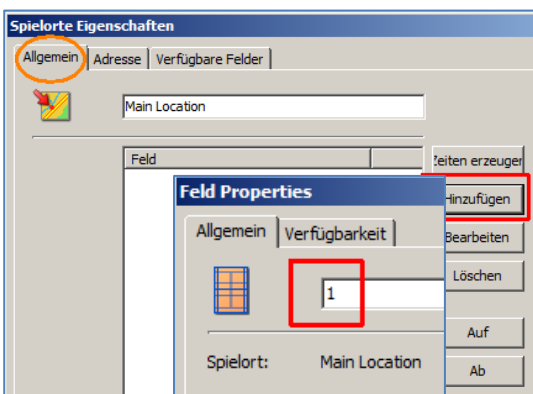 Spielorte Eigenschaften
Allgemein Adresse Verfügbare Felder
Main Location
Feld
Zeiten erzeugen
Hinzufügen
Bearbeiten
Löschen
Auf
Ab
Feld Properties
Allgemein Verfügbarkeit
1
Spielort: Main Location